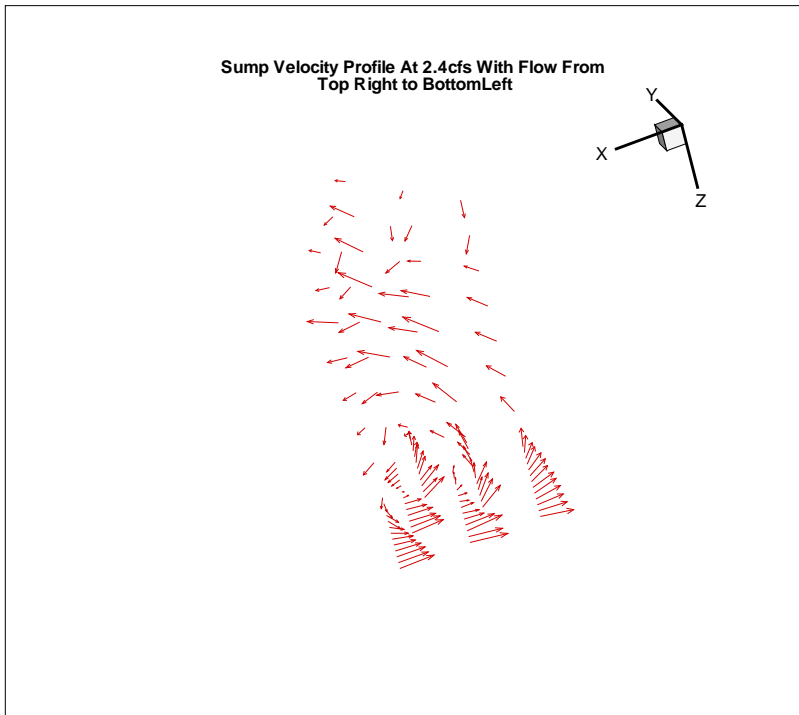 Sump Velocity Profile At 2.4cfs With Flow From
Top Right to BottomLeft
Y
X
Z